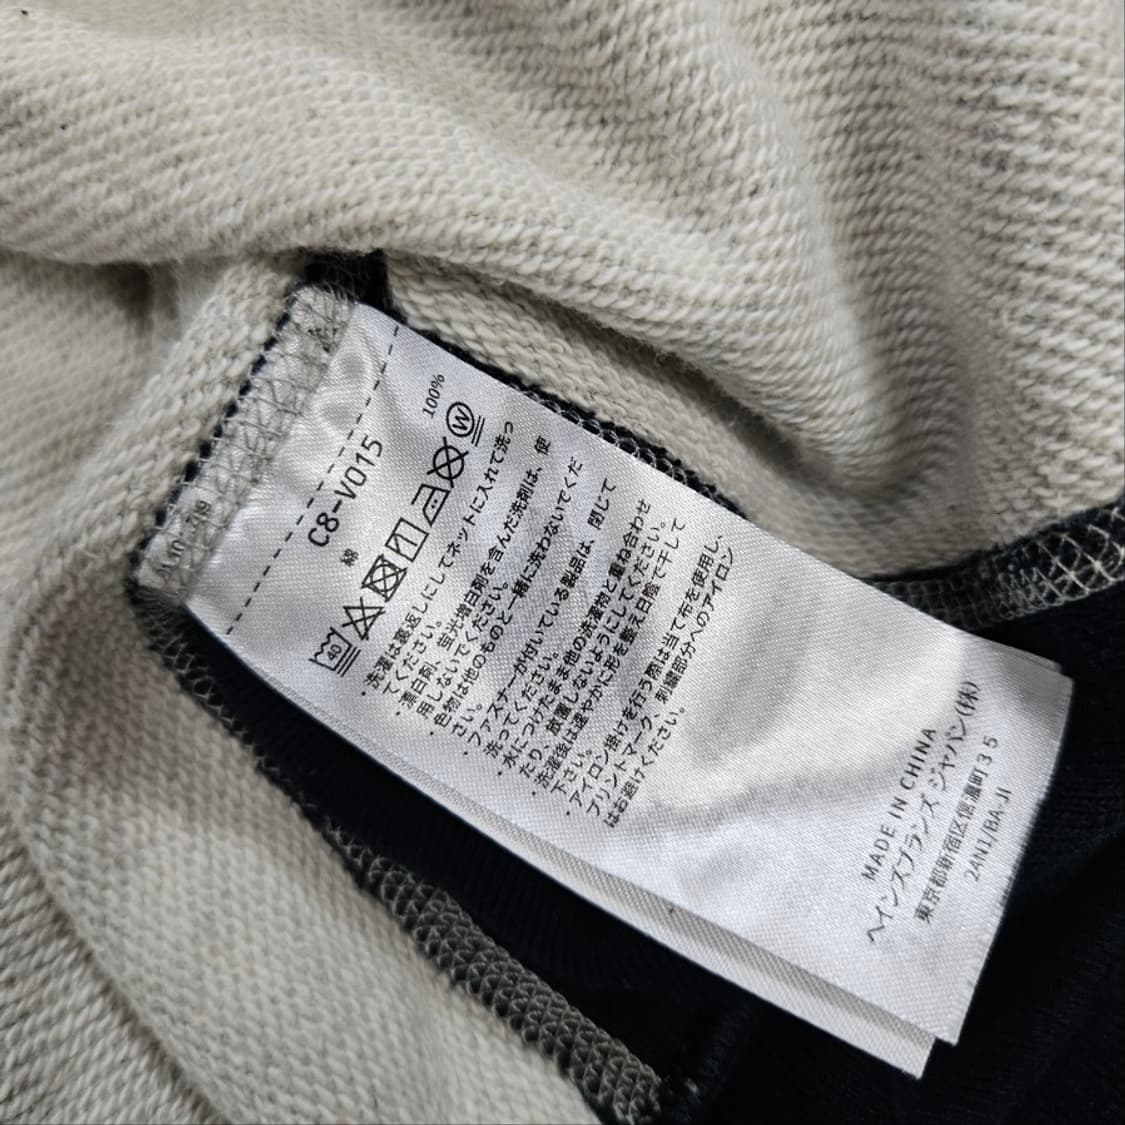 C8-V015
綿 100%
40 W
・洗濯は裏返しにしてネットに入れて洗っ
てください。
・漂白剤、蛍光増白剤を含んだ洗剤は、使
用しないでください。
・色物は他のものと一緒に洗わないでくだ
さい。
・ファスナーが付いている製品は、閉じて
洗ってください。
・水につけたまま他の洗濯物と重ね合わせ
たり、放置しないようにしてください。
・洗濯後は速やかに形を整え日陰で干して
下さい。
・アイロン掛けを行う際は当て布を使用し、
プリントマーク、刺繍部分へのアイロン
はお避けください。
MADE IN CHINA
ヘインズブランズ ジャパン(株)
東京都新宿区信濃町35
24N1/BA-JI